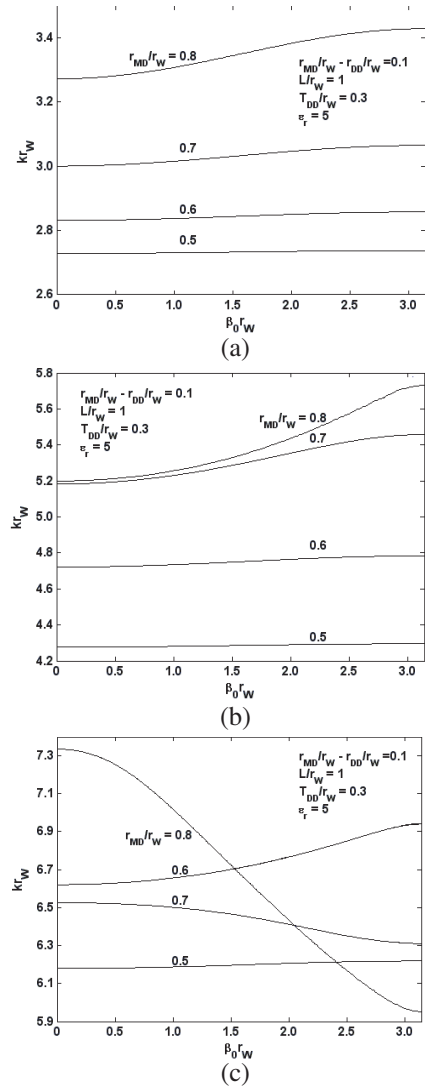 3.4
3.2
3.0
2.8
2.6
kr_W
r_MD/r_W = 0.8
0.7
0.6
0.5
r_MD/r_W - r_DD/r_W = 0.1
L/r_W = 1
T_DD/r_W = 0.3
ε_r = 5
0 0.5 1.0 1.5 2.0 2.5 3.0
β_0 r_W
(a)
5.8
5.6
5.4
5.2
5.0
4.8
4.6
4.4
4.2
kr_W
r_MD/r_W - r_DD/r_W = 0.1
L/r_W = 1
T_DD/r_W = 0.3
ε_r = 5
r_MD/r_W = 0.8
0.7
0.6
0.5
0 0.5 1.0 1.5 2.0 2.5 3.0
β_0 r_W
(b)
7.3
6.9
6.7
6.5
6.3
5.9
kr_W
r_MD/r_W - r_DD/r_W = 0.1
L/r_W = 1
T_DD/r_W = 0.3
ε_r = 5
r_MD/r_W = 0.8
0.6
0.7
0.5
0 0.5 1.0 1.5 2.0 2.5 3.0
β_0 r_W
(c)